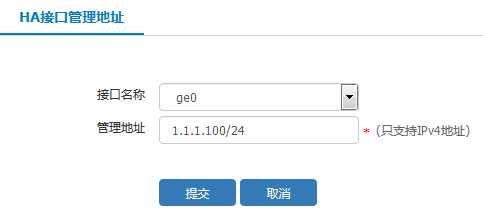 HA接口管理地址
接口名称 ge0
管理地址 1.1.1.100/24 * (只支持IPv4地址)
提交 取消